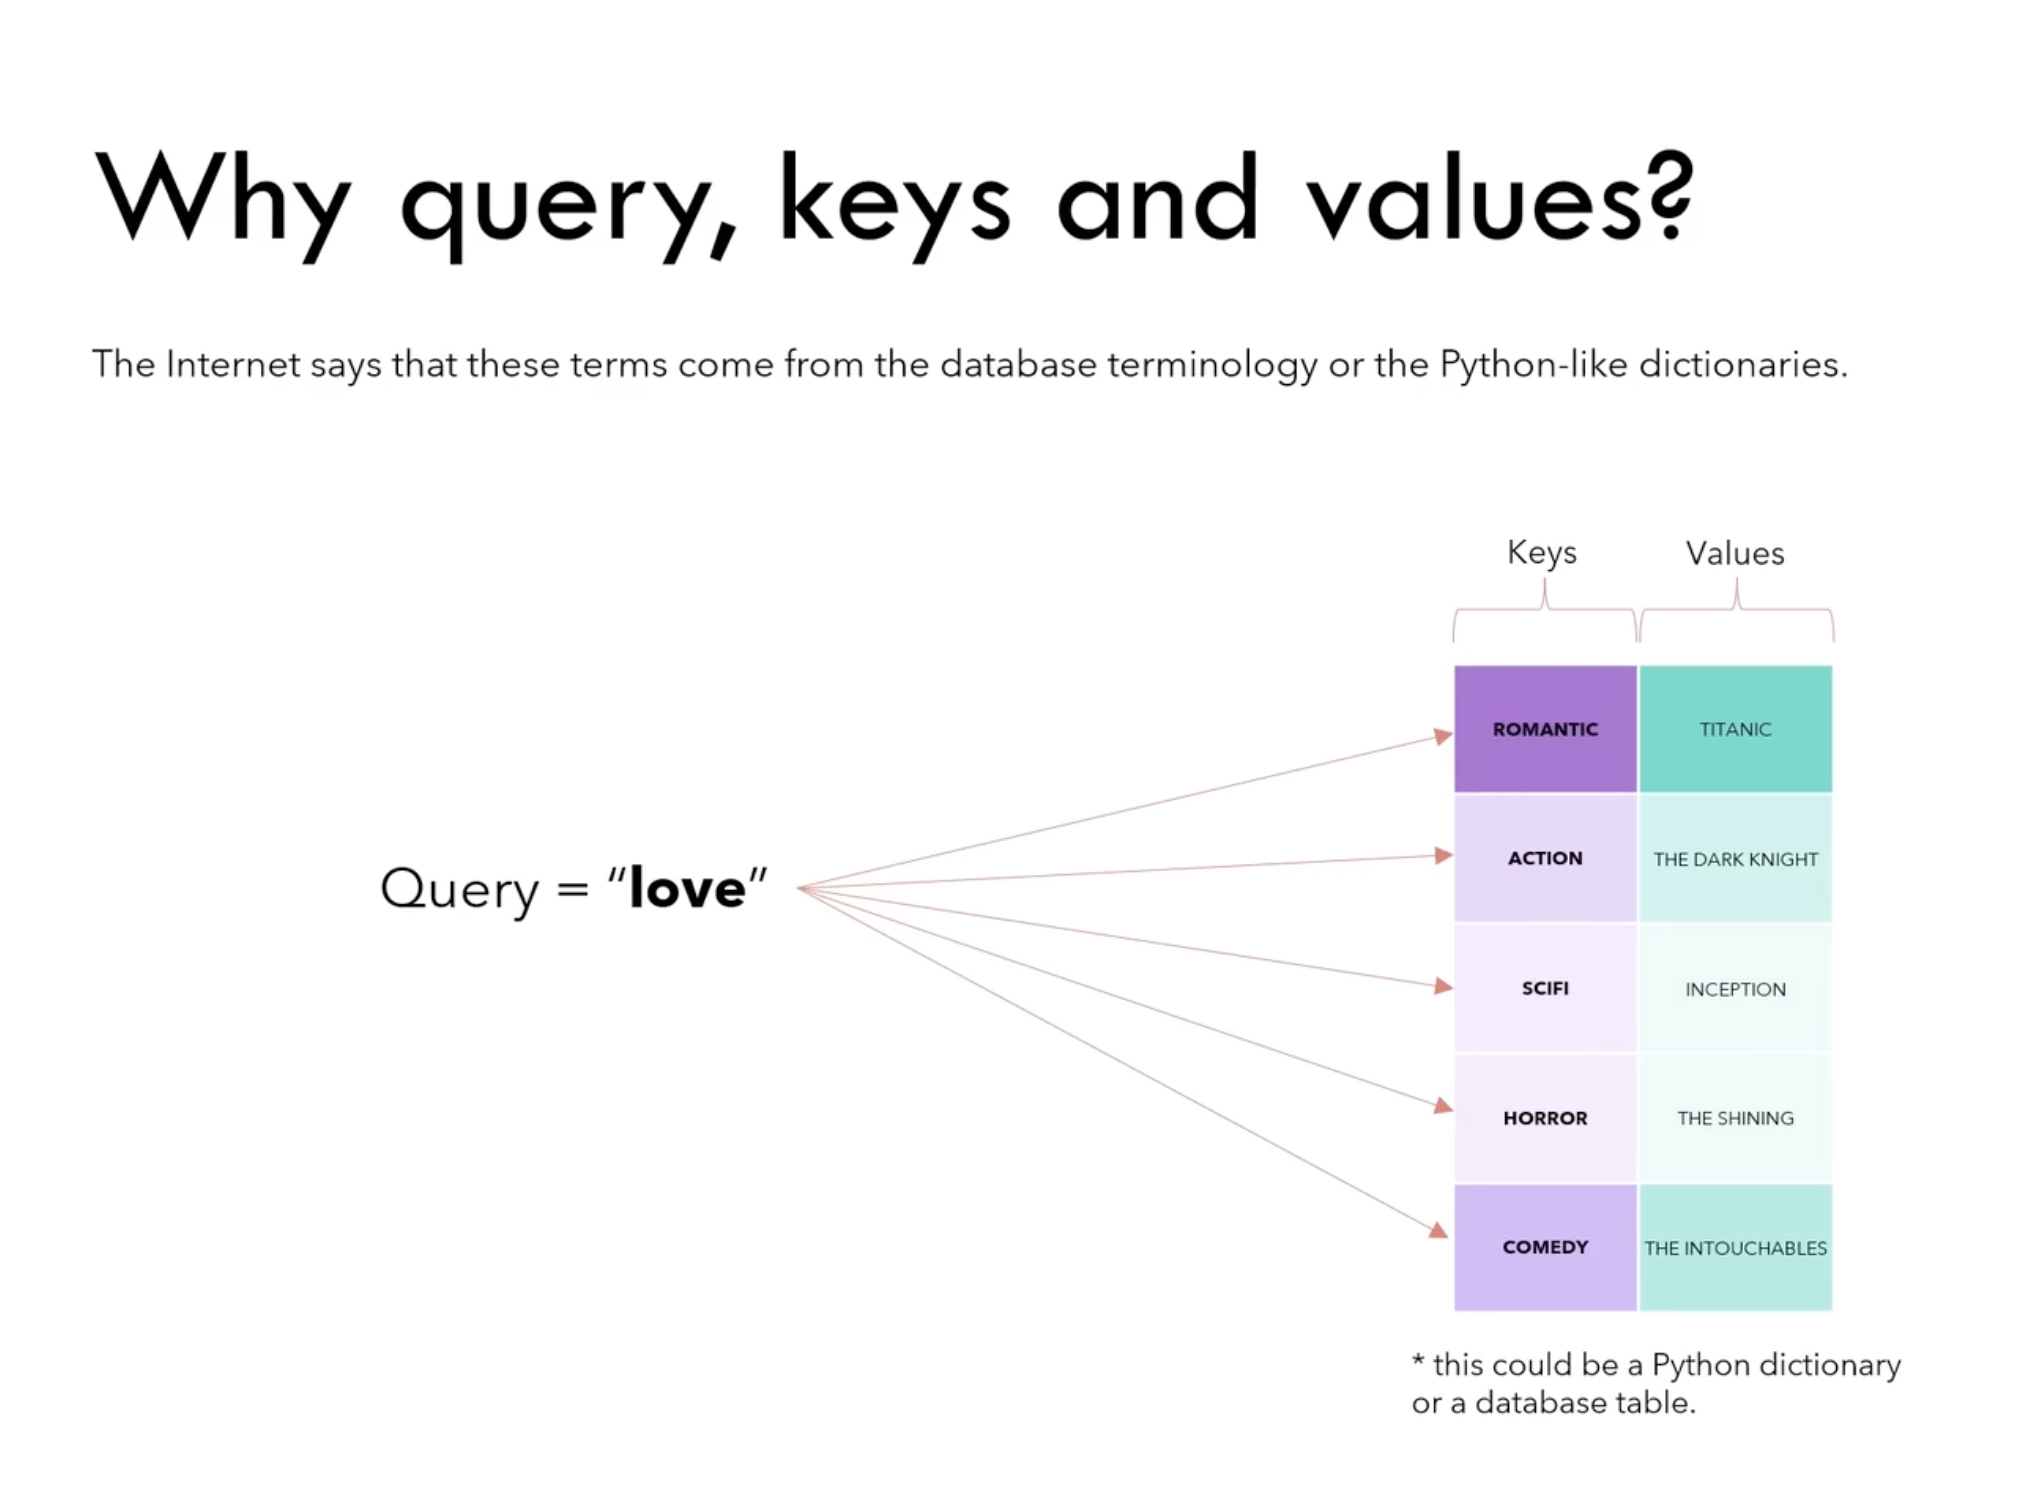 Why query, keys and values?
The Internet says that these terms come from the database terminology or the Python-like dictionaries.
Keys Values
ROMANTIC TITANIC
ACTION THE DARK KNIGHT
Query = “love”
SCIFI INCEPTION
HORROR THE SHINING
COMEDY THE INTOUCHABLES
* this could be a Python dictionary
or a database table.